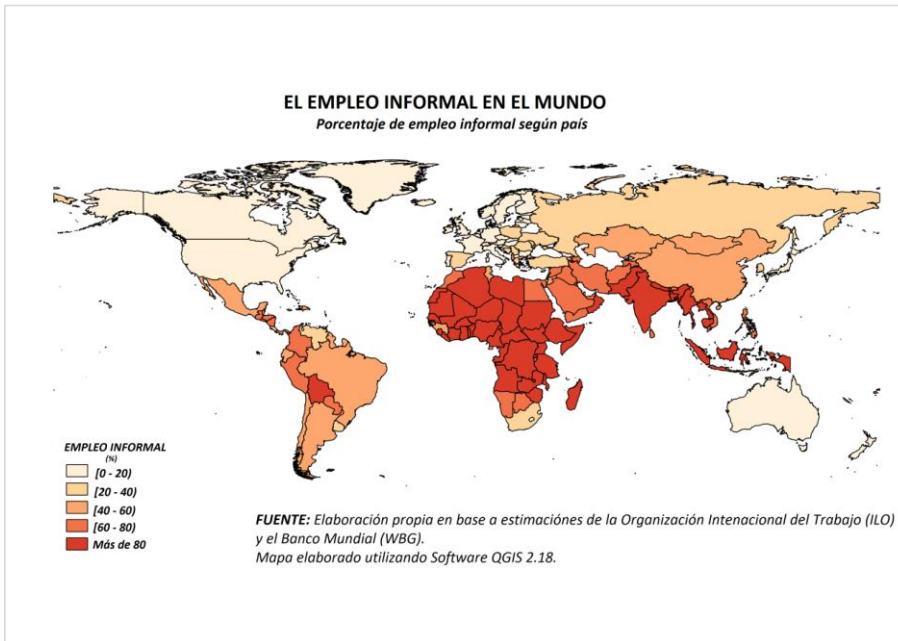 EL EMPLEO INFORMAL EN EL MUNDO
Porcentaje de empleo informal según país
EMPLEO INFORMAL
(%)
[0 - 20)
[20 - 40)
[40 - 60)
[60 - 80)
Más de 80
FUENTE: Elaboración propia en base a estimaciónes de la Organización Intenacional del Trabajo (ILO)
y el Banco Mundial (WBG).
Mapa elaborado utilizando Software QGIS 2.18.